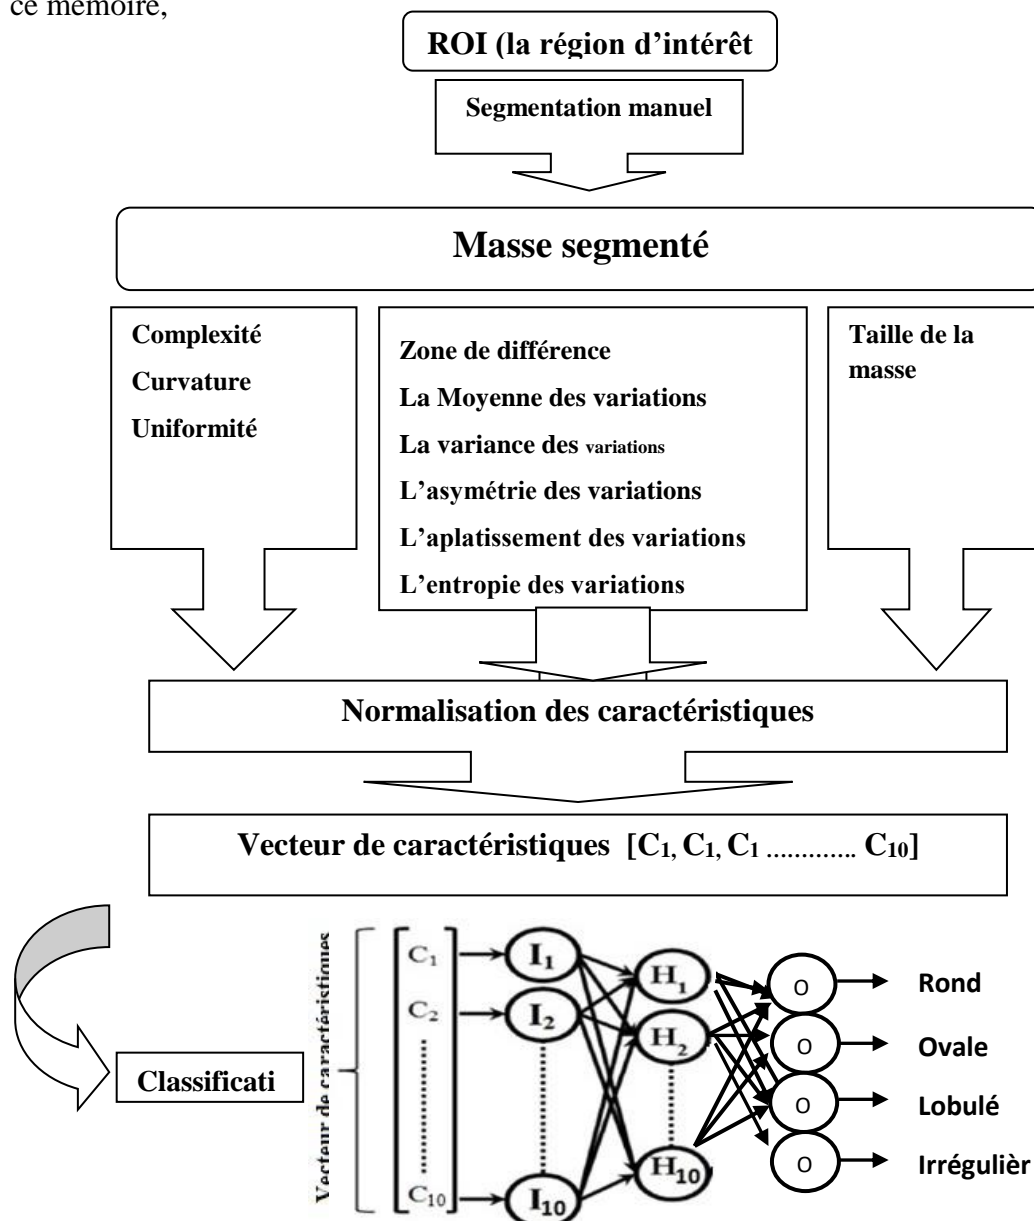 ce mémoire,
ROI (la région d’intérêt
Segmentation manuel
Masse segmenté
Complexité
Curvature
Uniformité
Zone de différence
La Moyenne des variations
La variance des variations
L’asymétrie des variations
L’aplatissement des variations
L’entropie des variations
Taille de la
masse
Normalisation des caractéristiques
Vecteur de caractéristiques [C1, C1, C1 ............. C10]
Classificati
Vecteur de caractéristiques
C1
C2
C10
I1
I2
I10
H1
H2
H10
O
O
O
O
Rond
Ovale
Lobulé
Irrégulièr